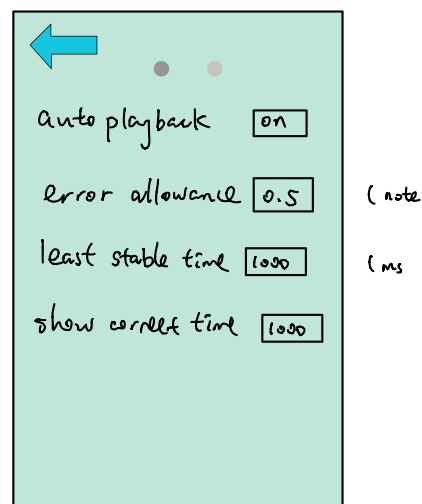 auto playback on
error allowance 0.5 ( note
least stable time 1000 ( ms
show correct time 1000